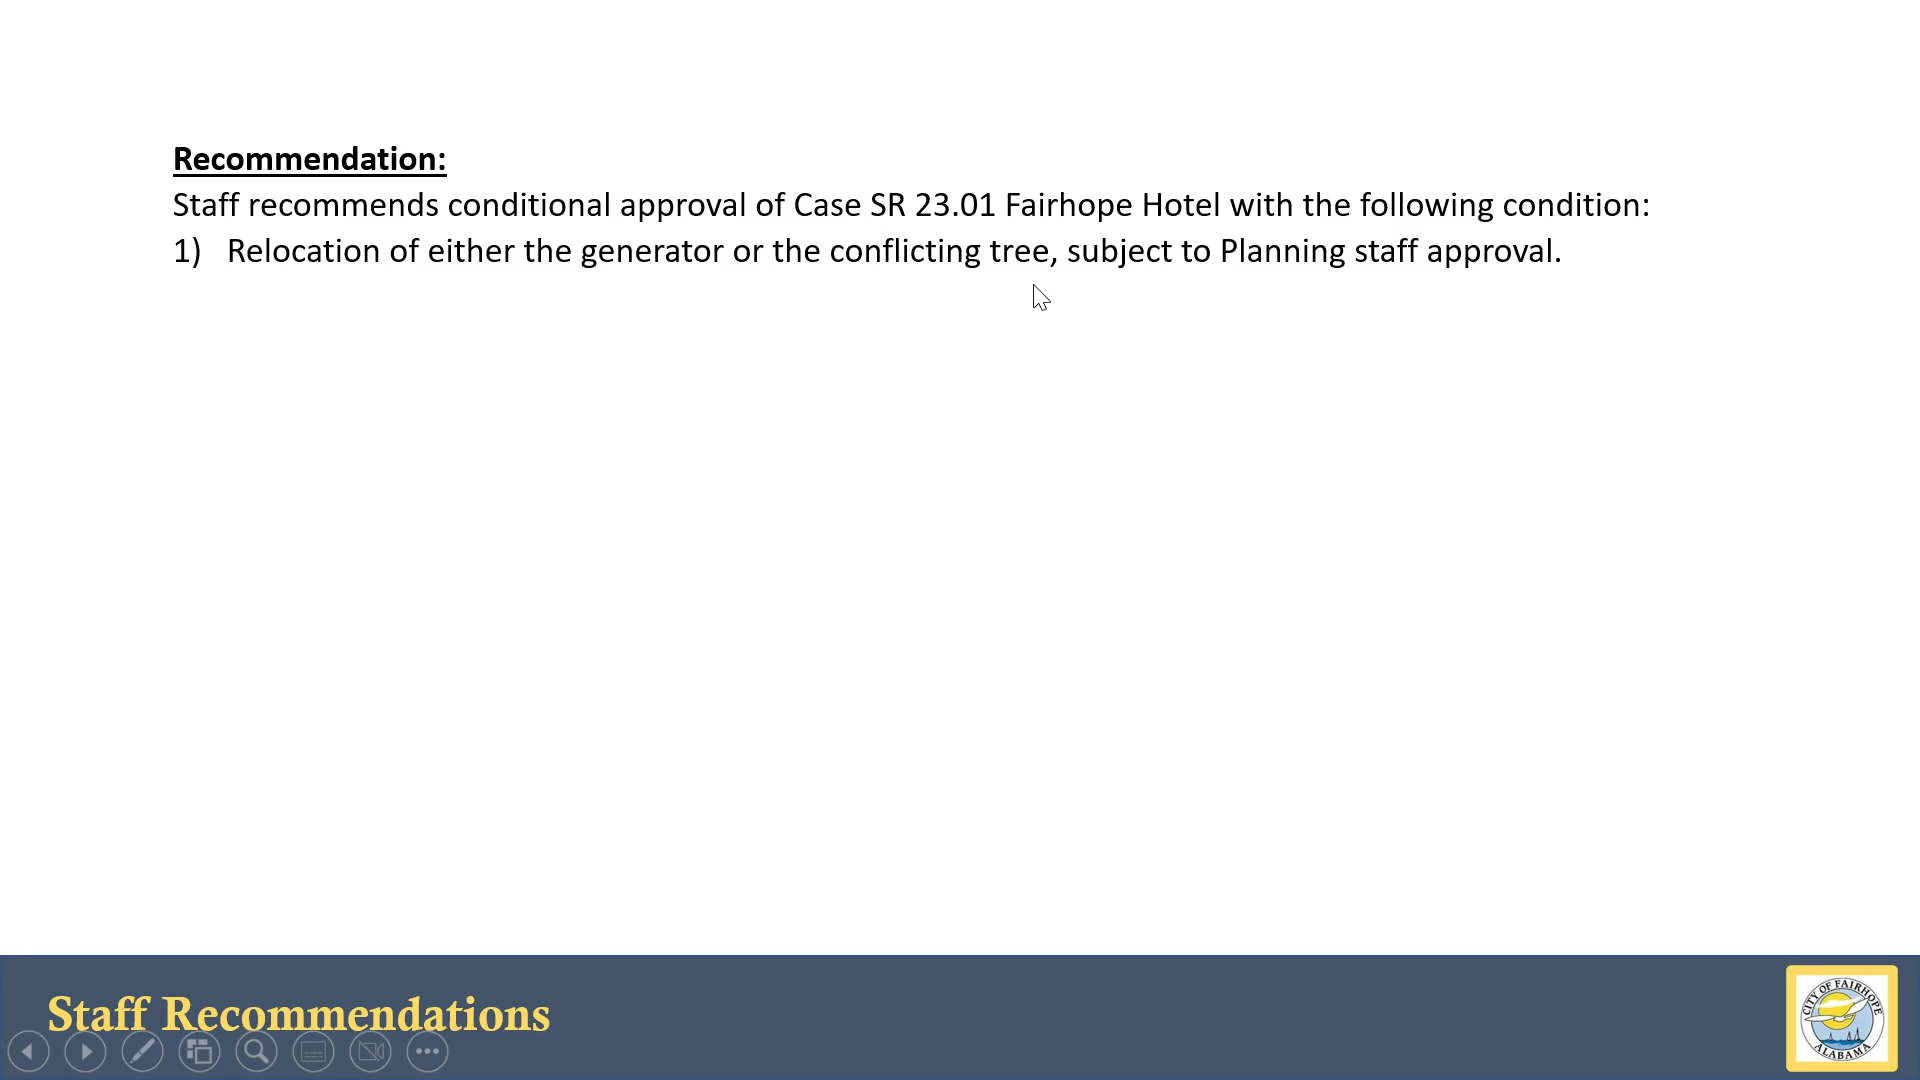 Recommendation:
Staff recommends conditional approval of Case SR 23.01 Fairhope Hotel with the following condition:
1) Relocation of either the generator or the conflicting tree, subject to Planning staff approval.
Staff Recommendations
CITY OF FAIRHOPE
ALABAMA